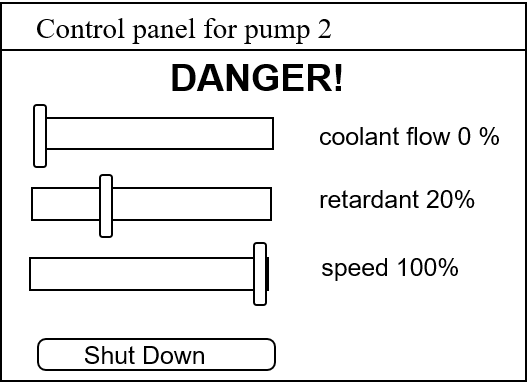 Control panel for pump 2
DANGER!
coolant flow 0 %
retardant 20%
speed 100%
Shut Down